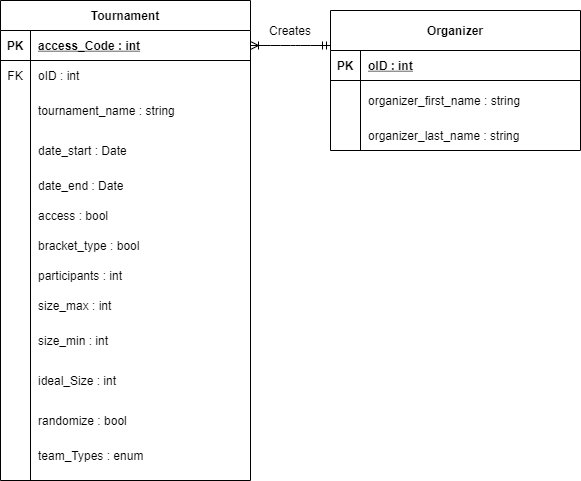 Tournament
PK access_Code : int
FK oID : int
tournament_name : string
date_start : Date
date_end : Date
access : bool
bracket_type : bool
participants : int
size_max : int
size_min : int
ideal_Size : int
randomize : bool
team_Types : enum
Creates
Organizer
PK oID : int
organizer_first_name : string
organizer_last_name : string